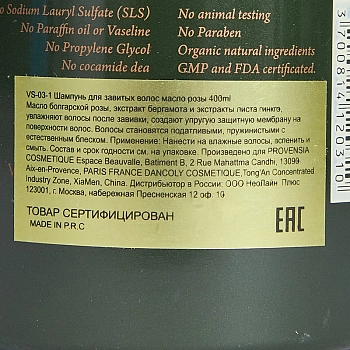 No Sodium Lauryl Sulfate (SLS)
No Paraffin oil or Vaseline
No Propylene Glycol
No cocamide dea
No animal testing
No Paraben
Organic natural ingredients
GMP and FDA certificated.
VS-03-1 Шампунь для завитых волос масло розы 400ml
Масло болгарской розы, экстракт бергамота и экстракты листа гинкго,
увлажняют волосы после завивки, создают упругую защитную мембрану на
поверхности волос. Волосы становятся податливыми, пружинистыми с
естественным блеском. Применение: Нанести на влажные волосы, вспенить и
смыть. Состав и срок годности см. на упаковке. Произведено для PROVENSIA
COSMETIQUE Espace Beauvalle, Batiment B, 2 Rue Mahattma Candhi, 13099
Aix-en-Provence, PARIS FRANCE DANCOLY COSMETIQUE,Tong'An Concentrated
Industry Zone, XiaMen, China. Дистрибьютор в России: ООО НеоЛайн Плюс
123001, г. Москва, набережная Пресненская 12 оф. 10
ТОВАР СЕРТИФИЦИРОВАН
MADE IN P.R.C
EAC